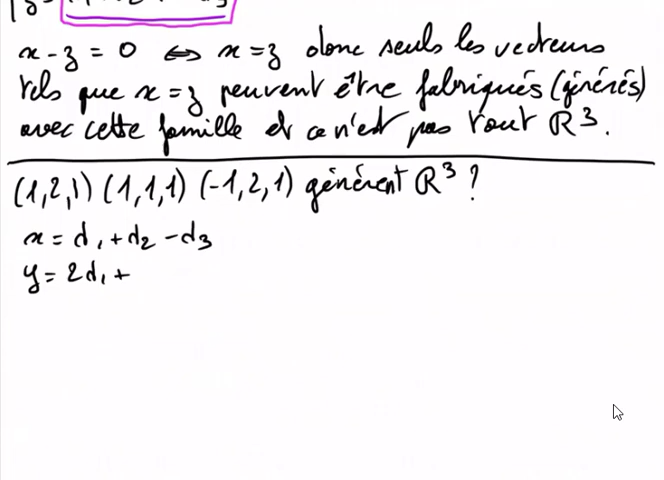 x - z = 0 ⟺ x = z donc seuls les vecteurs
tels que x = z peuvent être fabriqués (générés)
avec cette famille et ce n'est pas tout ℝ³.
(1,2,1) (1,1,1) (-1,2,1) génèrent ℝ³ ?
x = d₁ + d₂ - d₃
y = 2d₁ +